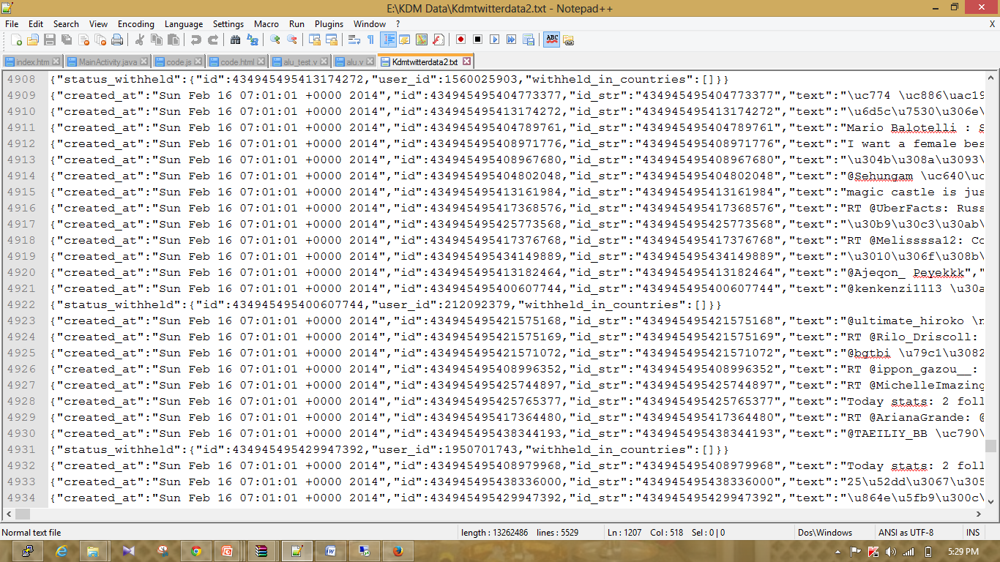 E:\KDM Data\Kdmtwitterdata2.txt - Notepad++
File Edit Search View Encoding Language Settings Macro Run Plugins Window ? X
ABC
index.htm MainActivity.java code.js code.html alu_test.v alu.v Kdmtwitterdata2.txt
4908 {"status_withheld":{"id":434945495413174272,"user_id":1560025903,"withheld_in_countries":[]}}
4909 {"created_at":"Sun Feb 16 07:01:01 +0000 2014","id":434945495404773377,"id_str":"434945495404773377","text":"\uc774 \uc886\uac19
4910 {"created_at":"Sun Feb 16 07:01:01 +0000 2014","id":434945495413174272,"id_str":"434945495413174272","text":"\u6d5c\u7530\u306e\
4911 {"created_at":"Sun Feb 16 07:01:01 +0000 2014","id":434945495404789761,"id_str":"434945495404789761","text":"Mario Balotelli : S
4912 {"created_at":"Sun Feb 16 07:01:01 +0000 2014","id":434945495408971776,"id_str":"434945495408971776","text":"I want a female bes
4913 {"created_at":"Sun Feb 16 07:01:01 +0000 2014","id":434945495408967680,"id_str":"434945495408967680","text":"\u304b\u308a\u3093\
4914 {"created_at":"Sun Feb 16 07:01:01 +0000 2014","id":434945495404802048,"id_str":"434945495404802048","text":"@Sehungam \uc640\uc
4915 {"created_at":"Sun Feb 16 07:01:01 +0000 2014","id":434945495413161984,"id_str":"434945495413161984","text":"magic castle is jus
4916 {"created_at":"Sun Feb 16 07:01:01 +0000 2014","id":434945495417368576,"id_str":"434945495417368576","text":"RT @UberFacts: Russ
4917 {"created_at":"Sun Feb 16 07:01:01 +0000 2014","id":434945495425773568,"id_str":"434945495425773568","text":"\u30b9\u30c3\u30ab\
4918 {"created_at":"Sun Feb 16 07:01:01 +0000 2014","id":434945495417376768,"id_str":"434945495417376768","text":"RT @Melissssa12: Co
4919 {"created_at":"Sun Feb 16 07:01:01 +0000 2014","id":434945495434149889,"id_str":"434945495434149889","text":"\u3010\u306f\u308b\
4920 {"created_at":"Sun Feb 16 07:01:01 +0000 2014","id":434945495413182464,"id_str":"434945495413182464","text":"@Ajeqon_ Peyekkk","
4921 {"created_at":"Sun Feb 16 07:01:01 +0000 2014","id":434945495400607744,"id_str":"434945495400607744","text":"@kenkenzi1113 \u30a
4922 {"status_withheld":{"id":434945495400607744,"user_id":212092379,"withheld_in_countries":[]}}
4923 {"created_at":"Sun Feb 16 07:01:01 +0000 2014","id":434945495421575168,"id_str":"434945495421575168","text":"@ultimate_hiroko \n
4924 {"created_at":"Sun Feb 16 07:01:01 +0000 2014","id":434945495421575169,"id_str":"434945495421575169","text":"RT @Rilo_Driscoll:
4925 {"created_at":"Sun Feb 16 07:01:01 +0000 2014","id":434945495421571072,"id_str":"434945495421571072","text":"@bgtbi \u79c1\u3082
4926 {"created_at":"Sun Feb 16 07:01:01 +0000 2014","id":434945495408996352,"id_str":"434945495408996352","text":"RT @ippon_gazou__:
4927 {"created_at":"Sun Feb 16 07:01:01 +0000 2014","id":434945495425744897,"id_str":"434945495425744897","text":"RT @MichelleImazing
4928 {"created_at":"Sun Feb 16 07:01:01 +0000 2014","id":434945495425765377,"id_str":"434945495425765377","text":"Today stats: 2 foll
4929 {"created_at":"Sun Feb 16 07:01:01 +0000 2014","id":434945495417364480,"id_str":"434945495417364480","text":"RT @ArianaGrande: @
4930 {"created_at":"Sun Feb 16 07:01:01 +0000 2014","id":434945495438344193,"id_str":"434945495438344193","text":"@TAEILIY_BB \uc790\
4931 {"status_withheld":{"id":434945495429947392,"user_id":1950701743,"withheld_in_countries":[]}}
4932 {"created_at":"Sun Feb 16 07:01:01 +0000 2014","id":434945495408979968,"id_str":"434945495408979968","text":"Today stats: 2 foll
4933 {"created_at":"Sun Feb 16 07:01:01 +0000 2014","id":434945495438336000,"id_str":"434945495438336000","text":"25\u52dd\u3067\u305
4934 {"created_at":"Sun Feb 16 07:01:01 +0000 2014","id":434945495429947392,"id_str":"434945495429947392","text":"\u864e\u5fb9\u300c\
Normal text file length : 13262486 lines : 5529 Ln : 1207 Col : 518 Sel : 0 | 0 Dos\Windows ANSI as UTF-8 INS
5:29 PM